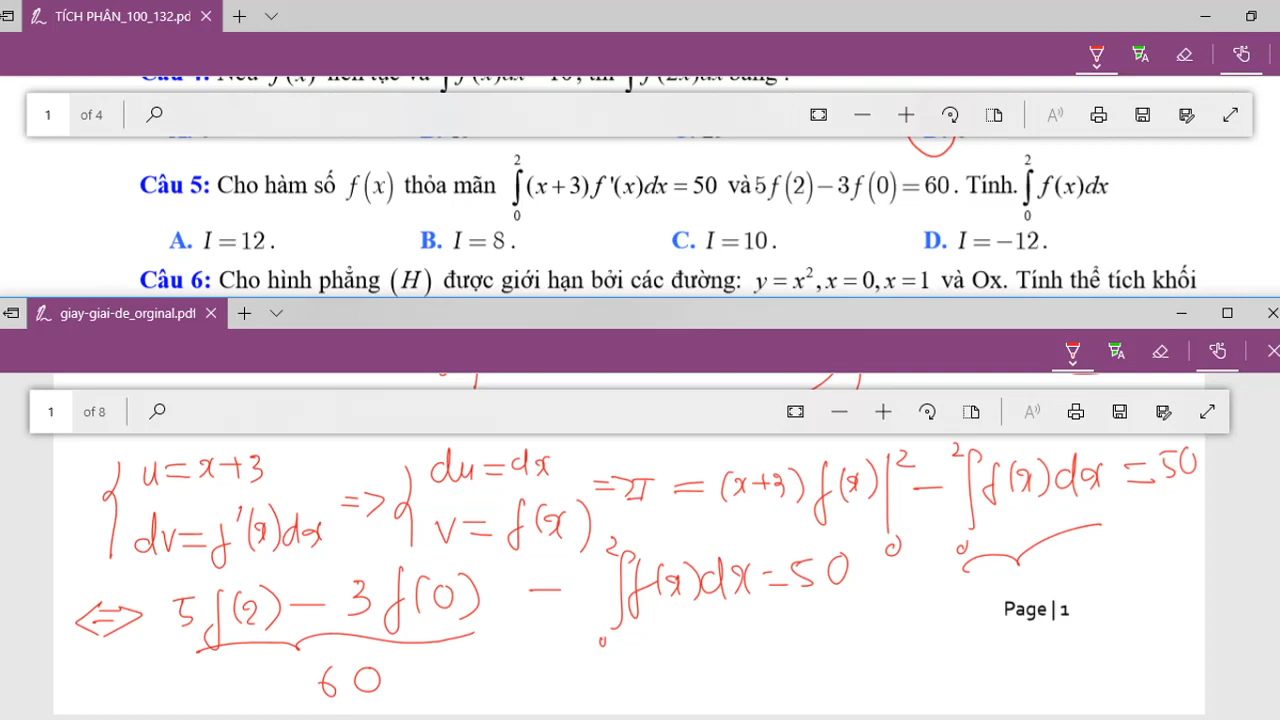 TÍCH PHÂN_100_132.pd
1 of 4
Câu 5: Cho hàm số f(x) thỏa mãn ∫₀² (x+3) f'(x)dx = 50 và 5f(2) − 3f(0) = 60. Tính. ∫₀² f(x)dx
A. I = 12. B. I = 8. C. I = 10. D. I = −12.
Câu 6: Cho hình phẳng (H) được giới hạn bởi các đường: y = x², x = 0, x = 1 và Ox. Tính thể tích khối
giay-giai-de_orginal.pdf
1 of 8
{ u = x+3 => { du = dx => I = (x+3) f(x) |₀² − ∫₀² f(x)dx = 50
dv = f'(x)dx v = f(x)
<=> 5f(2) − 3f(0) − ∫₀² f(x)dx = 50
Page | 1
60